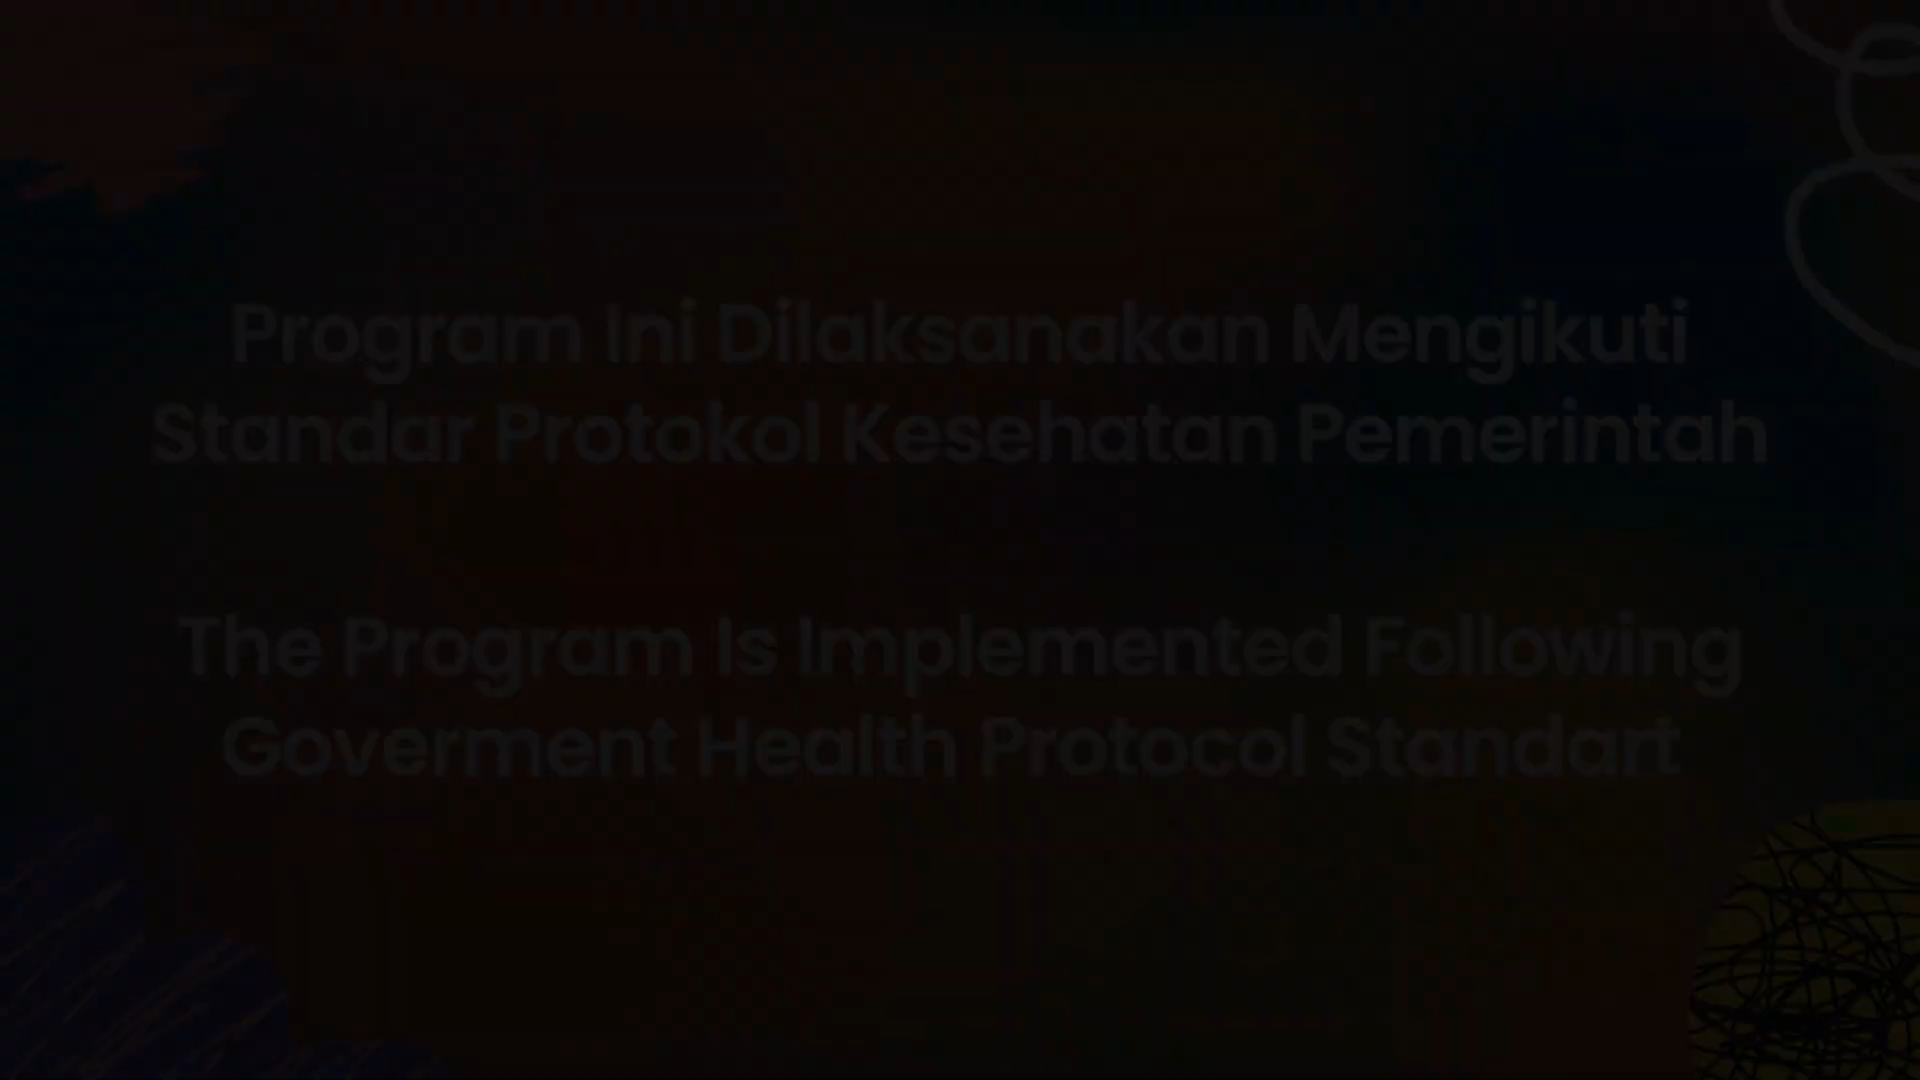 Program Ini Dilaksanakan Mengikuti
Standar Protokol Kesehatan Pemerintah
The Program Is Implemented Following
Goverment Health Protocol Standart